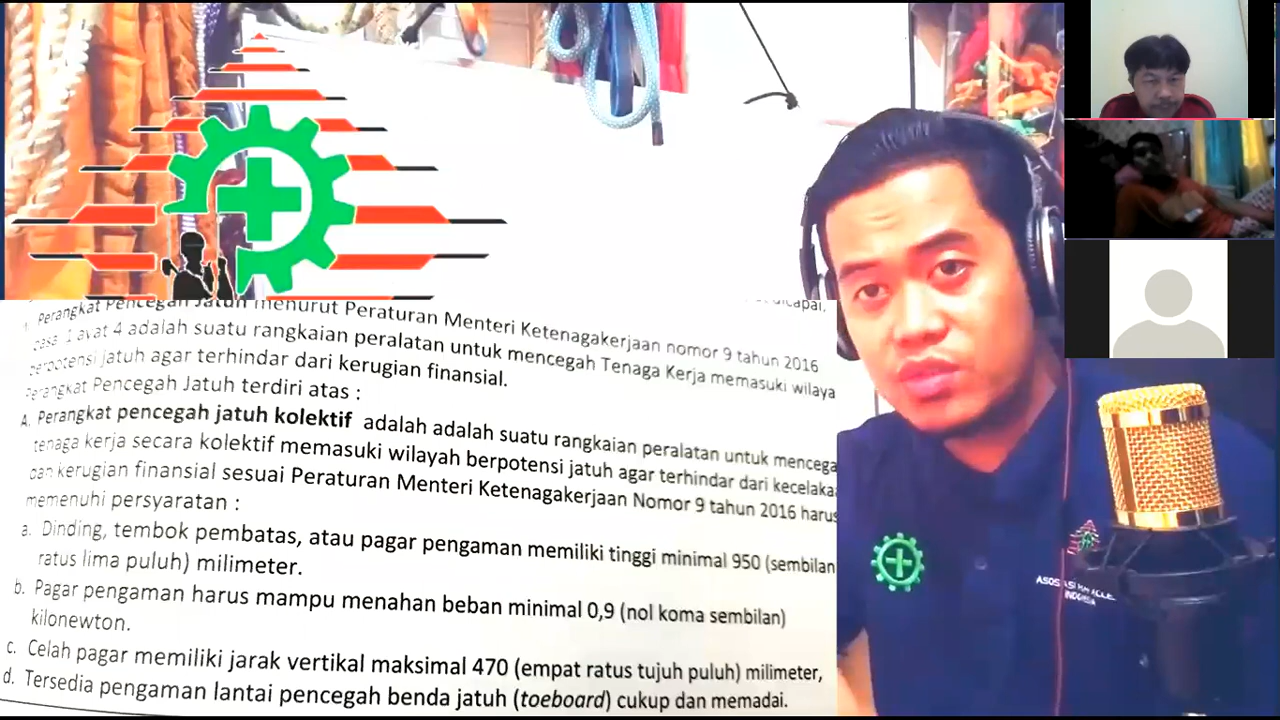 dicapai.
Perangkat Pencegah Jatuh menurut Peraturan Menteri Ketenagakerjaan nomor 9 tahun 2016
pasal 1 ayat 4 adalah suatu rangkaian peralatan untuk mencegah Tenaga Kerja memasuki wilaya
berpotensi jatuh agar terhindar dari kerugian finansial.
Perangkat Pencegah Jatuh terdiri atas :
A. Perangkat pencegah jatuh kolektif adalah adalah suatu rangkaian peralatan untuk mencega
tenaga kerja secara kolektif memasuki wilayah berpotensi jatuh agar terhindar dari kecelakaa
dan kerugian finansial sesuai Peraturan Menteri Ketenagakerjaan Nomor 9 tahun 2016 harus
memenuhi persyaratan :
a. Dinding, tembok pembatas, atau pagar pengaman memiliki tinggi minimal 950 (sembilan
ratus lima puluh) milimeter.
b. Pagar pengaman harus mampu menahan beban minimal 0,9 (nol koma sembilan)
kilonewton.
c. Celah pagar memiliki jarak vertikal maksimal 470 (empat ratus tujuh puluh) milimeter,
d. Tersedia pengaman lantai pencegah benda jatuh (toeboard) cukup dan memadai.
INDONESIA